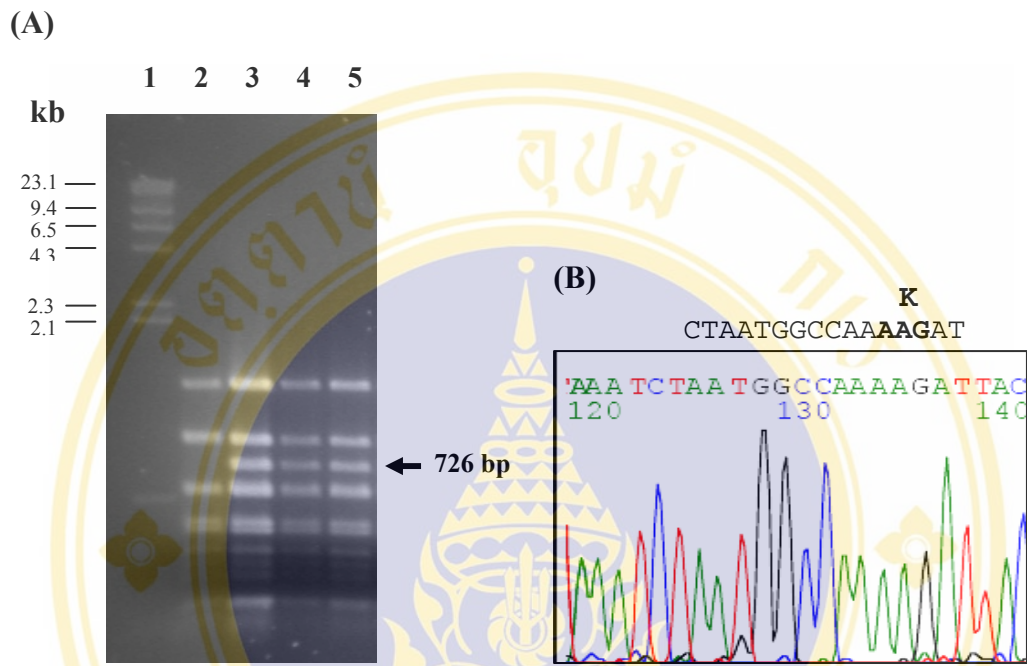 (A)
1 2 3 4 5
kb
23.1
9.4
6.5
4.3
2.3
2.1
726 bp
(B)
K
CTAATGGCCAAAAGAT
AAATCTAATGGCCAAAAGATTAC
120 130 140